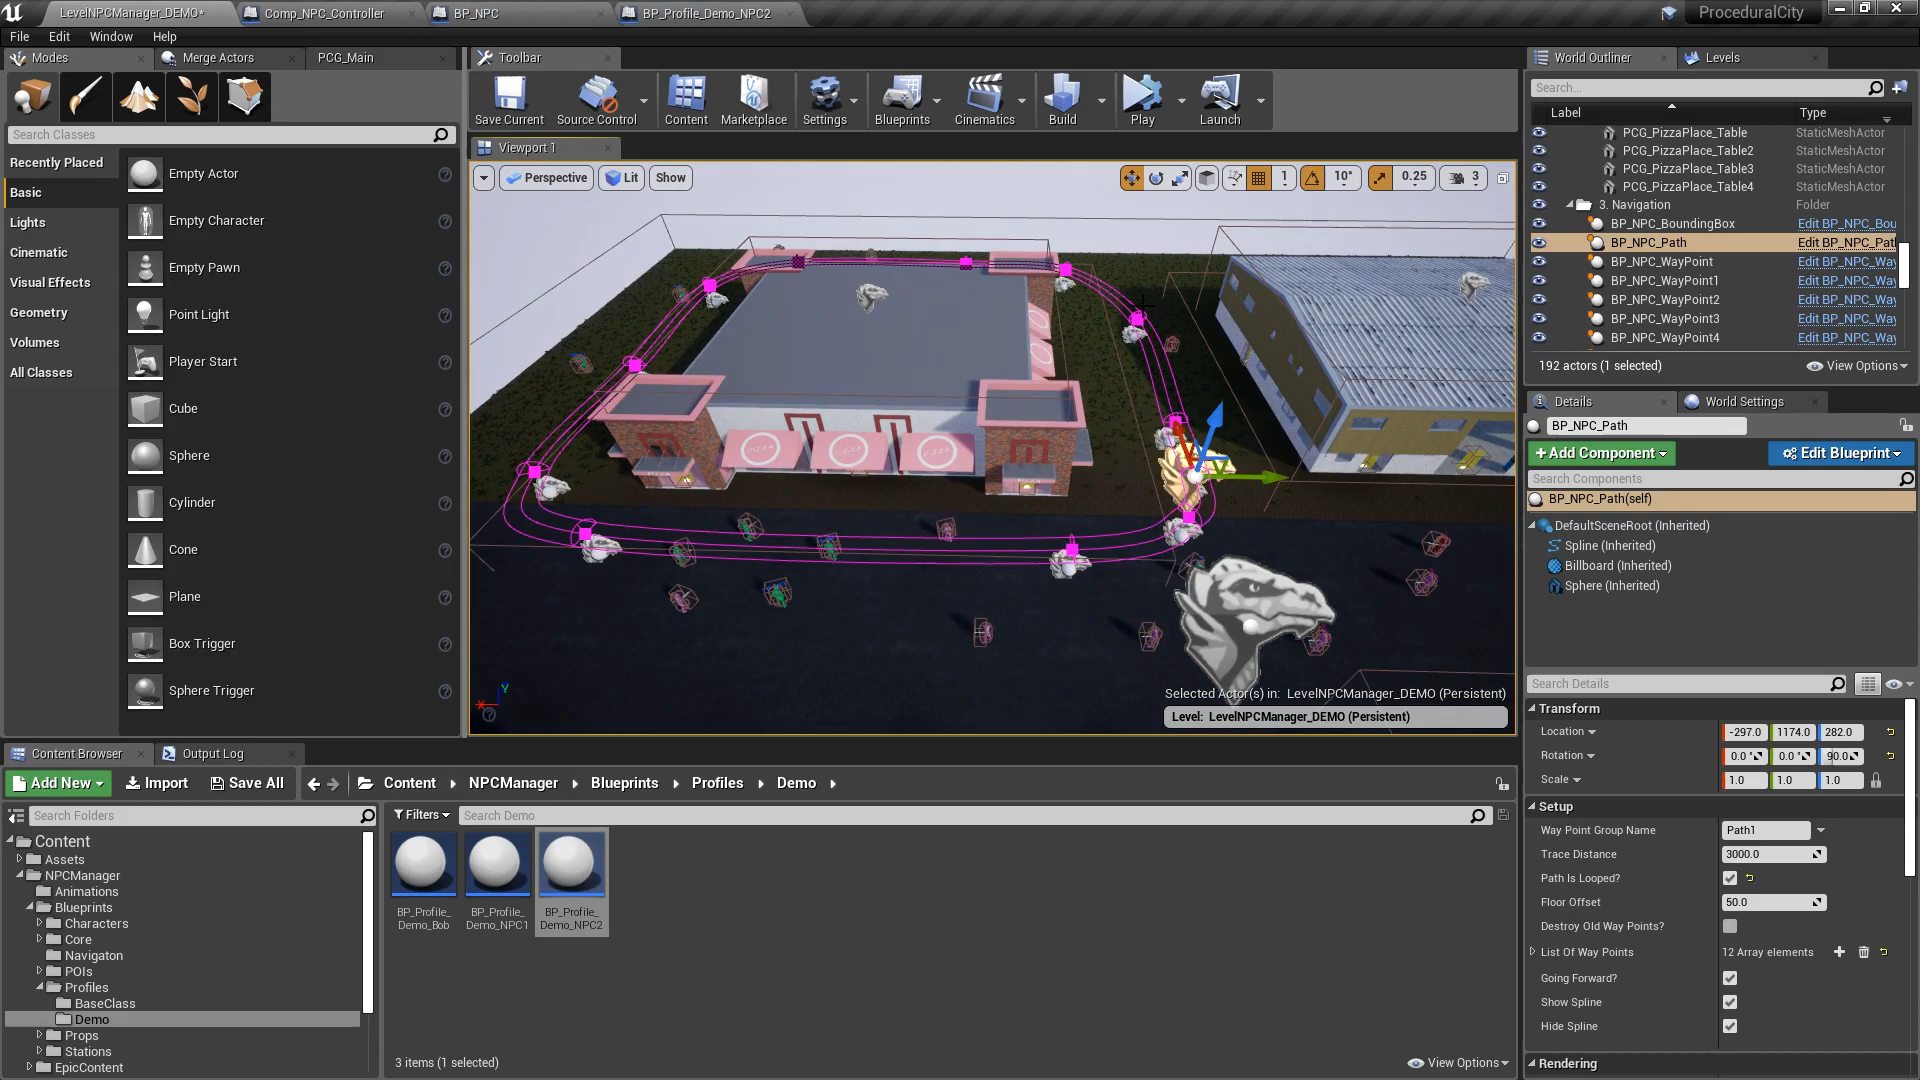 LevelNPCManager_DEMO*
Comp_NPC_Controller
BP_NPC
BP_Profile_Demo_NPC2
ProceduralCity
File Edit Window Help
Modes
Merge Actors
PCG_Main
Toolbar
World Outliner
Levels
Save Current
Source Control
Content
Marketplace
Settings
Blueprints
Cinematics
Build
Play
Launch
Search...
Label
Type
Search Classes
Viewport 1
Recently Placed
Basic
Lights
Cinematic
Visual Effects
Geometry
Volumes
All Classes
Empty Actor
Empty Character
Empty Pawn
Point Light
Player Start
Cube
Sphere
Cylinder
Cone
Plane
Box Trigger
Sphere Trigger
Perspective
Lit
Show
1
10°
0.25
3
PCG_PizzaPlace_Table StaticMeshActor
PCG_PizzaPlace_Table2 StaticMeshActor
PCG_PizzaPlace_Table3 StaticMeshActor
PCG_PizzaPlace_Table4 StaticMeshActor
3. Navigation Folder
BP_NPC_BoundingBox Edit BP_NPC_Bou
BP_NPC_Path Edit BP_NPC_Pat
BP_NPC_WayPoint Edit BP_NPC_Way
BP_NPC_WayPoint1 Edit BP_NPC_Way
BP_NPC_WayPoint2 Edit BP_NPC_Way
BP_NPC_WayPoint3 Edit BP_NPC_Way
BP_NPC_WayPoint4 Edit BP_NPC_Way
192 actors (1 selected)
View Options
Details
World Settings
BP_NPC_Path
+ Add Component
Edit Blueprint
Search Components
BP_NPC_Path(self)
DefaultSceneRoot (Inherited)
Spline (Inherited)
Billboard (Inherited)
Sphere (Inherited)
Search Details
Transform
Location -297.0 1174.0 282.0
Rotation 0.0 ° 0.0 ° 90.0
Scale 1.0 1.0 1.0
Setup
Way Point Group Name Path1
Trace Distance 3000.0
Path Is Looped?
Floor Offset 50.0
Destroy Old Way Points?
List Of Way Points 12 Array elements
Going Forward?
Show Spline
Hide Spline
Rendering
Y
Selected Actor(s) in: LevelNPCManager_DEMO (Persistent)
Level: LevelNPCManager_DEMO (Persistent)
Content Browser
Output Log
Add New
Import
Save All
Content
NPCManager
Blueprints
Profiles
Demo
Search Folders
Filters
Search Demo
Content
Assets
NPCManager
Animations
Blueprints
Characters
Core
Navigaton
POIs
Profiles
BaseClass
Demo
Props
Stations
EpicContent
BP_Profile_
Demo_Bob
BP_Profile_
Demo_NPC1
BP_Profile_
Demo_NPC2
3 items (1 selected)
View Options